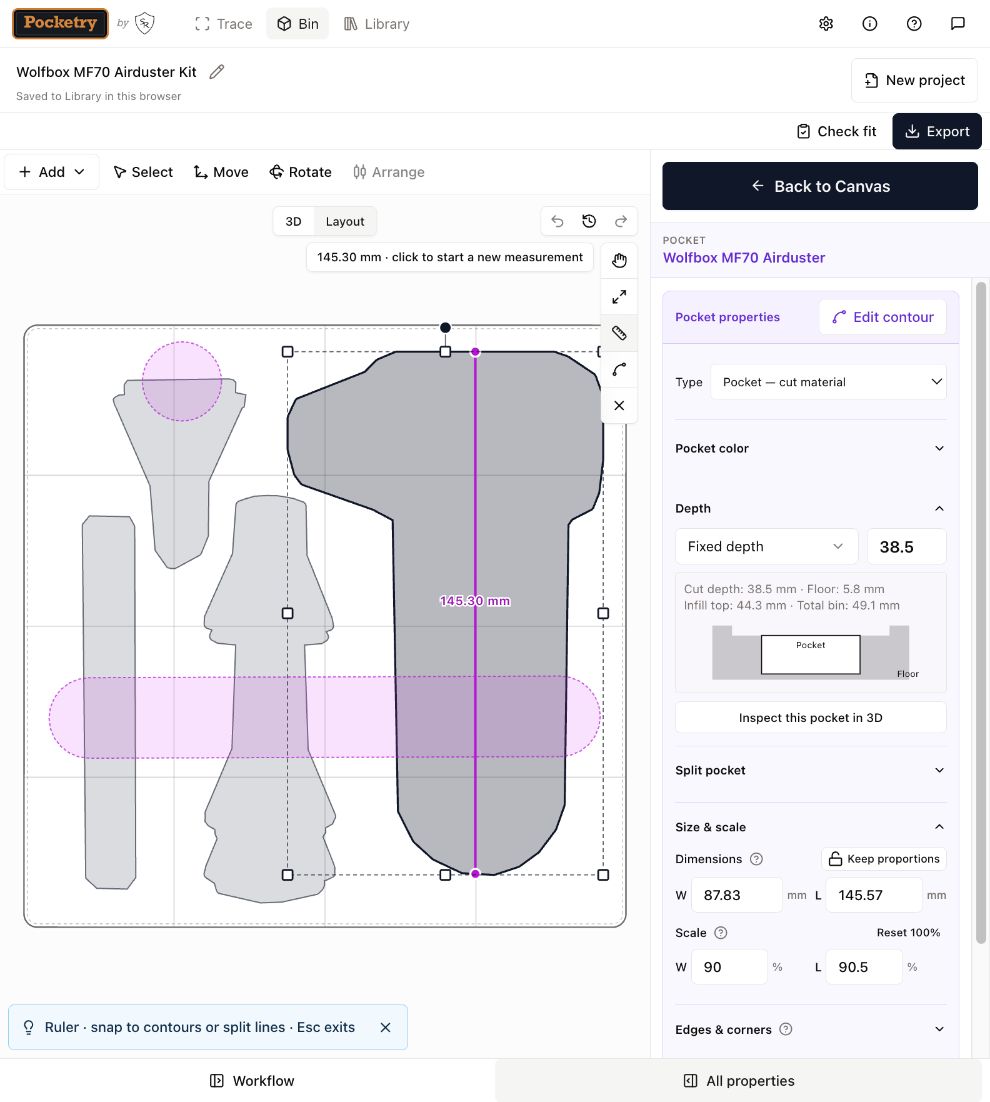 Pocketry by SR Trace Bin Library
Wolfbox MF70 Airduster Kit
Saved to Library in this browser
New project
Check fit Export
Add Select Move Rotate Arrange
Back to Canvas
3D Layout
145.30 mm · click to start a new measurement
145.30 mm
POCKET
Wolfbox MF70 Airduster
Pocket properties Edit contour
Type Pocket — cut material
Pocket color
Depth
Fixed depth 38.5
Cut depth: 38.5 mm · Floor: 5.8 mm
Infill top: 44.3 mm · Total bin: 49.1 mm
Pocket
Floor
Inspect this pocket in 3D
Split pocket
Size & scale
Dimensions ? Keep proportions
W 87.83 mm L 145.57 mm
Scale ? Reset 100%
W 90 % L 90.5 %
Edges & corners ?
Ruler · snap to contours or split lines · Esc exits
Workflow All properties